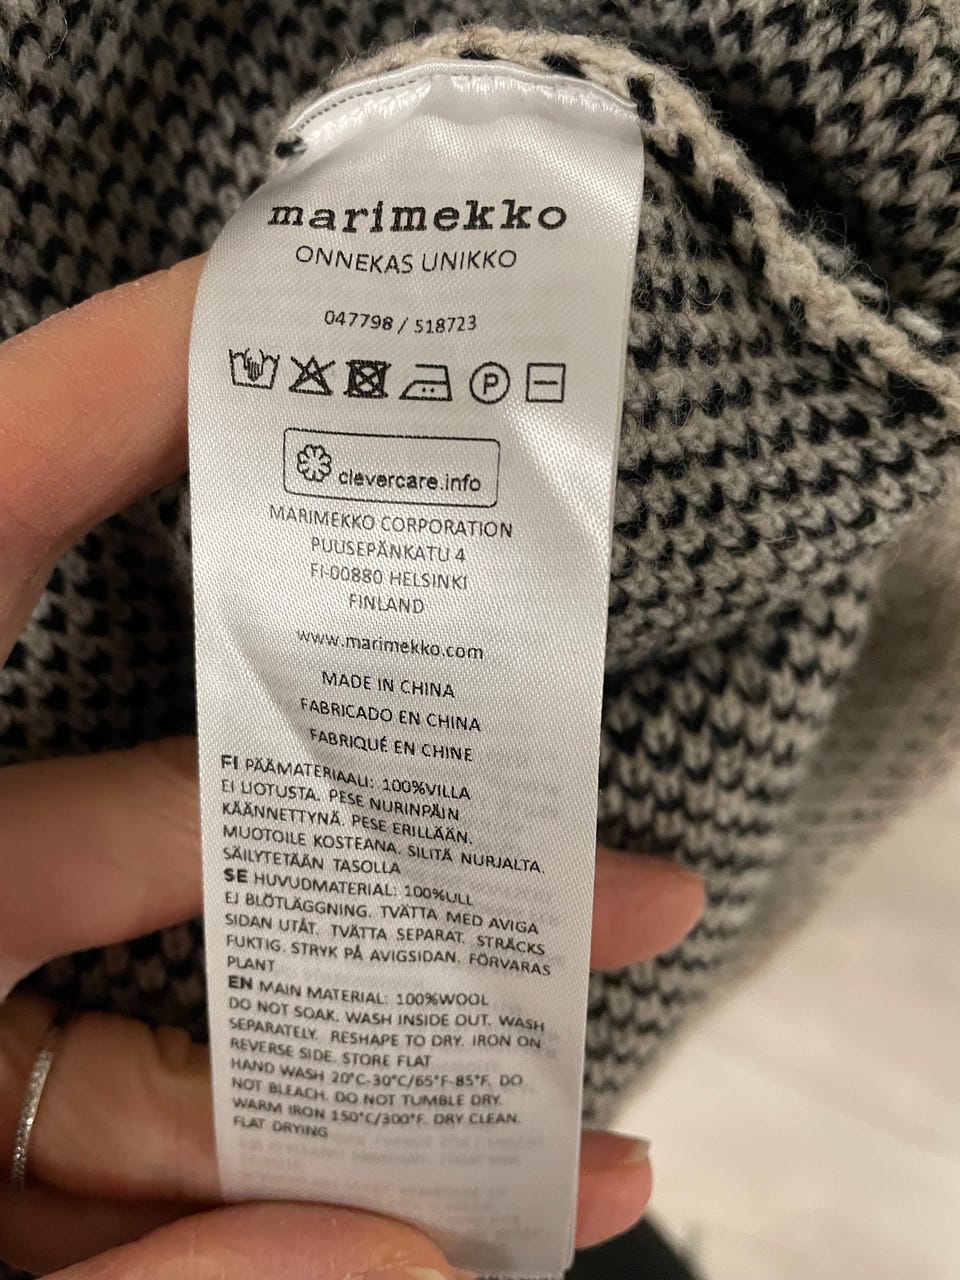 marimekko
ONNEKAS UNIKKO
047798 / 518723
P
clevercare.info
MARIMEKKO CORPORATION
PUUSEPÄNKATU 4
FI-00880 HELSINKI
FINLAND
www.marimekko.com
MADE IN CHINA
FABRICADO EN CHINA
FABRIQUÉ EN CHINE
FI PÄÄMATERIAALI: 100%VILLA
EI LIOTUSTA. PESE NURINPÄIN
KÄÄNNETTYNÄ. PESE ERILLÄÄN.
MUOTOILE KOSTEANA. SILITÄ NURJALTA.
SÄILYTETÄÄN TASOLLA
SE HUVUDMATERIAL: 100%ULL
EJ BLÖTLÄGGNING. TVÄTTA MED AVIGA
SIDAN UTÅT. TVÄTTA SEPARAT. STRÄCKS
FUKTIG. STRYK PÅ AVIGSIDAN. FÖRVARAS
PLANT
EN MAIN MATERIAL: 100%WOOL
DO NOT SOAK. WASH INSIDE OUT. WASH
SEPARATELY. RESHAPE TO DRY. IRON ON
REVERSE SIDE. STORE FLAT
HAND WASH 20°C-30°C/65°F-85°F. DO
NOT BLEACH. DO NOT TUMBLE DRY.
WARM IRON 150°C/300°F. DRY CLEAN.
FLAT DRYING